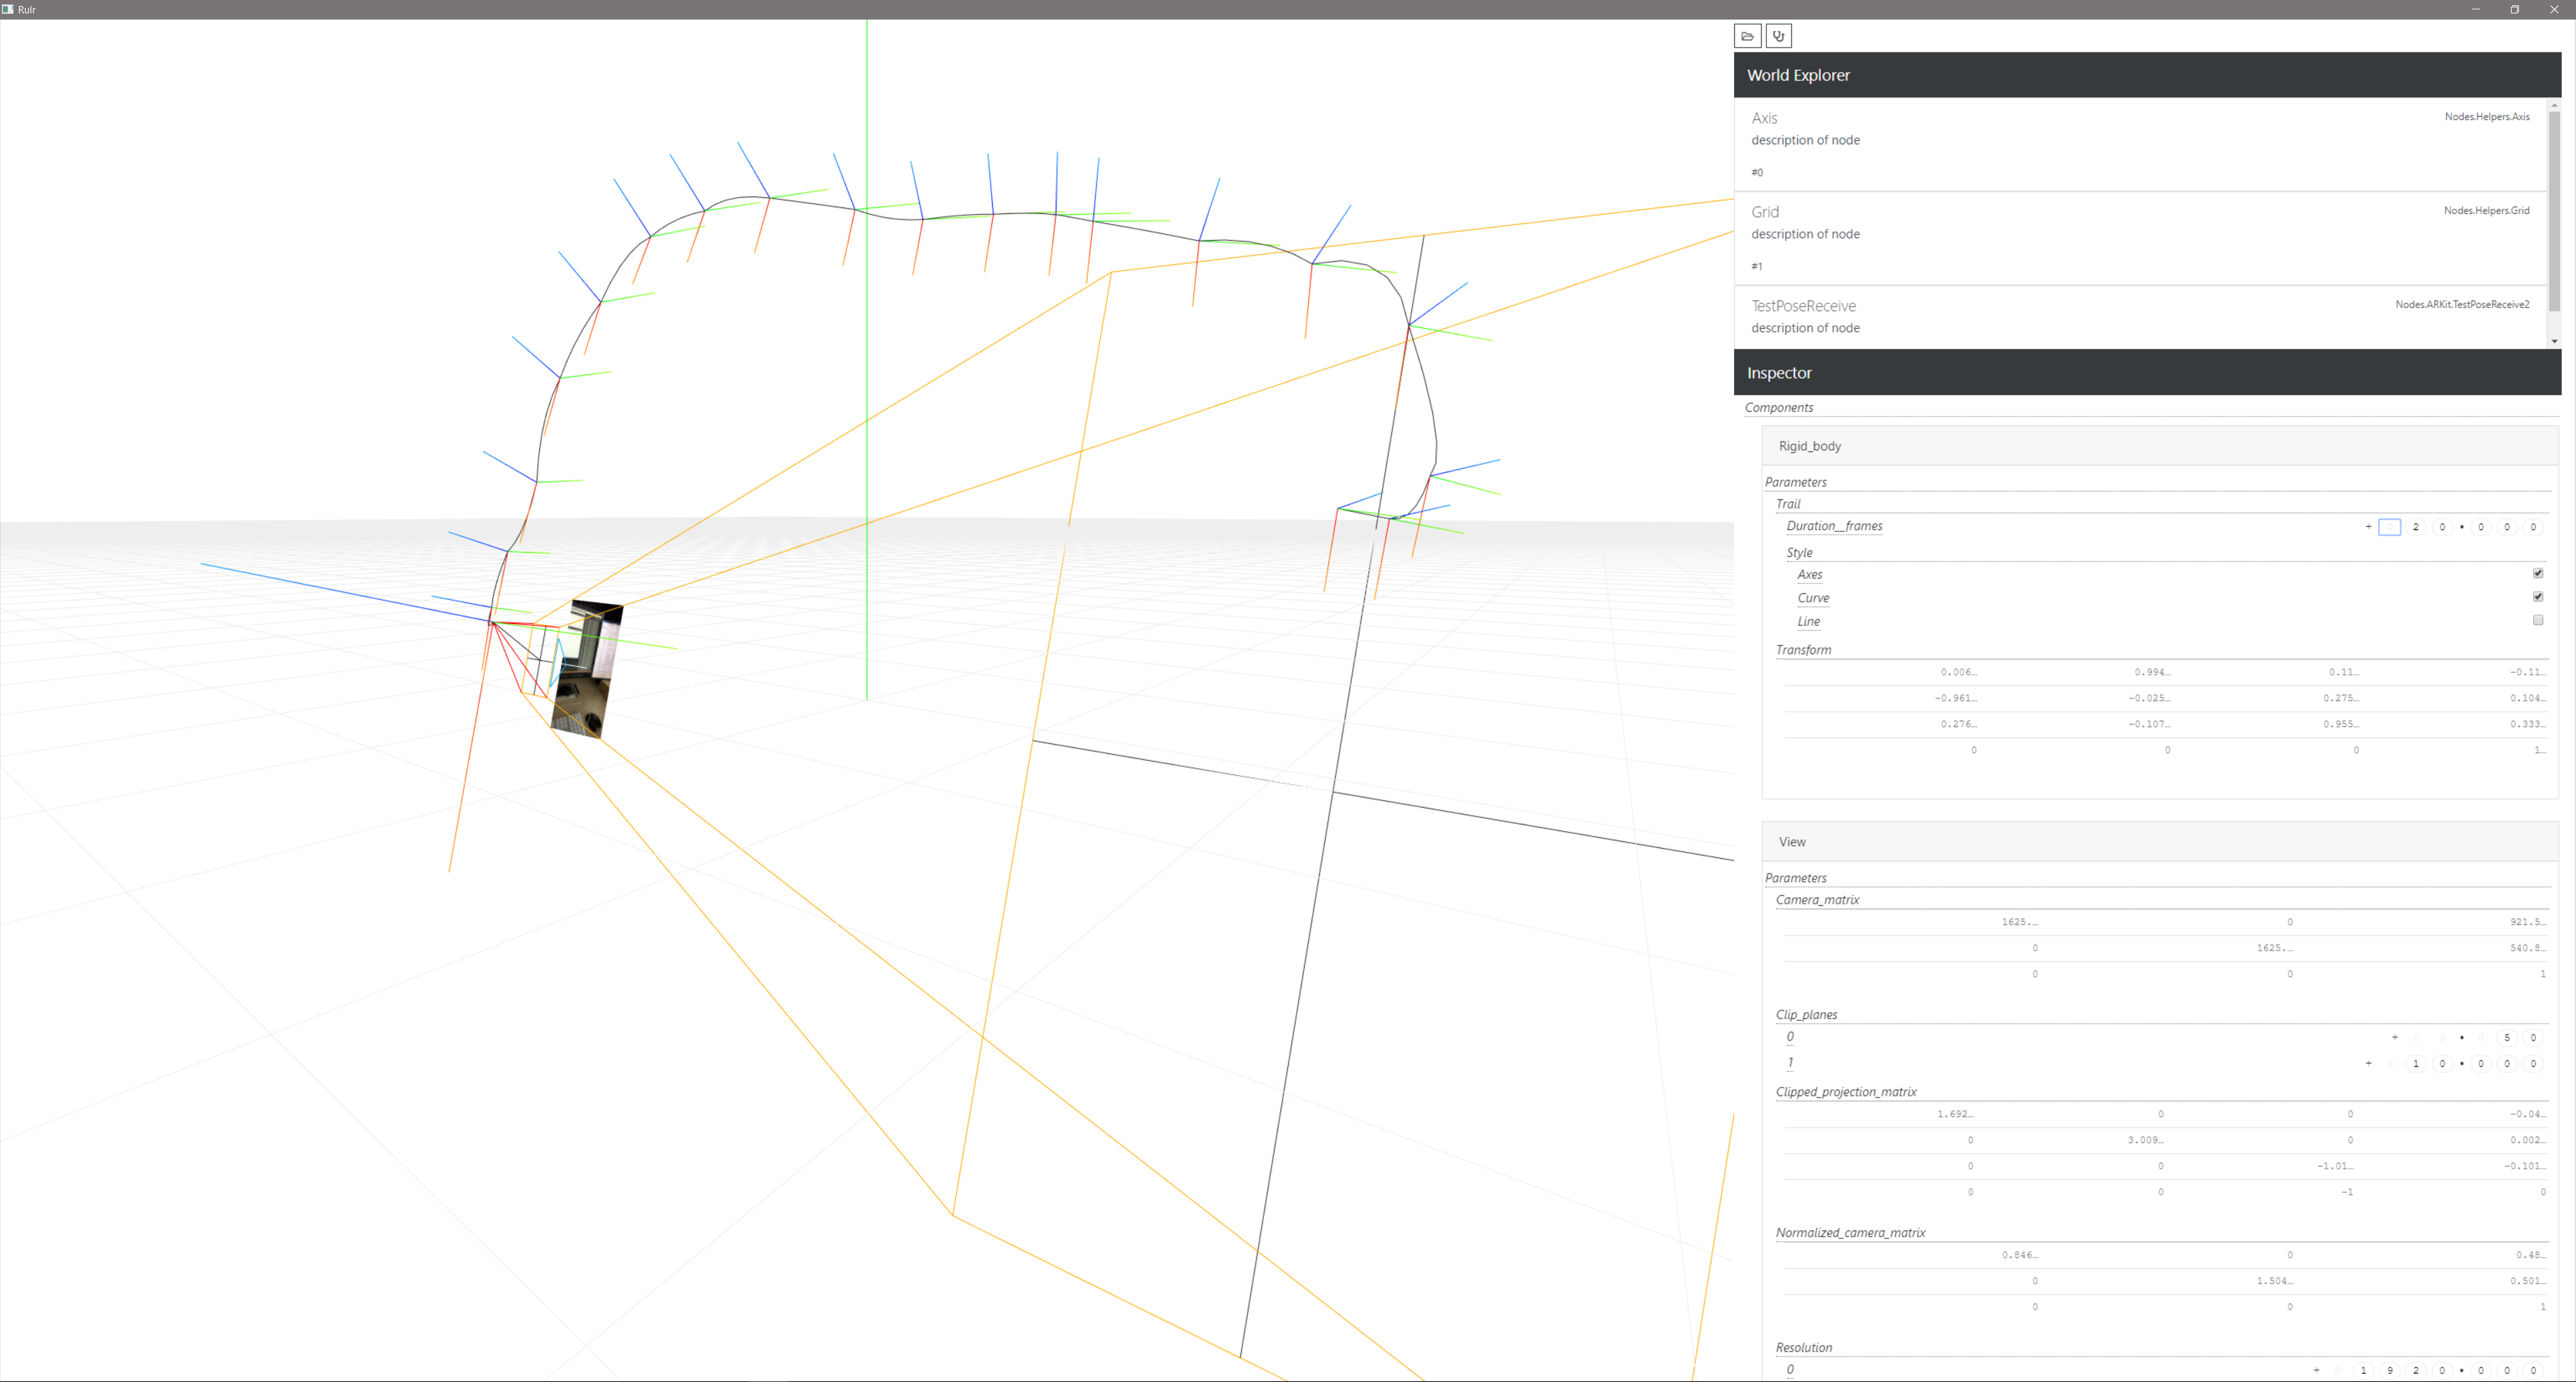 Rulr
World Explorer
Axis Nodes.Helpers.Axis
description of node
#0
Grid Nodes.Helpers.Grid
description of node
#1
TestPoseReceive Nodes.ARKit.TestPoseReceive2
description of node
Inspector
Components
Rigid_body
Parameters
Trail
Duration__frames + 0 2 0 • 0 0 0
Style
Axes
Curve
Line
Transform
0.006… 0.994… 0.11… -0.11…
-0.961… -0.025… 0.275… 0.104…
0.276… -0.107… 0.955… 0.333…
0 0 0 1…
View
Parameters
Camera_matrix
1625.… 0 921.5…
0 1625.… 540.8…
0 0 1
Clip_planes
0 + 0 0 • 0 5 0
1 + 0 1 0 • 0 0 0
Clipped_projection_matrix
1.692… 0 0 -0.04…
0 3.009… 0 0.002…
0 0 -1.01… -0.101…
0 0 -1 0
Normalized_camera_matrix
0.846… 0 0.48…
0 1.504… 0.501…
0 0 1
Resolution
0 + 0 1 9 2 0 • 0 0 0